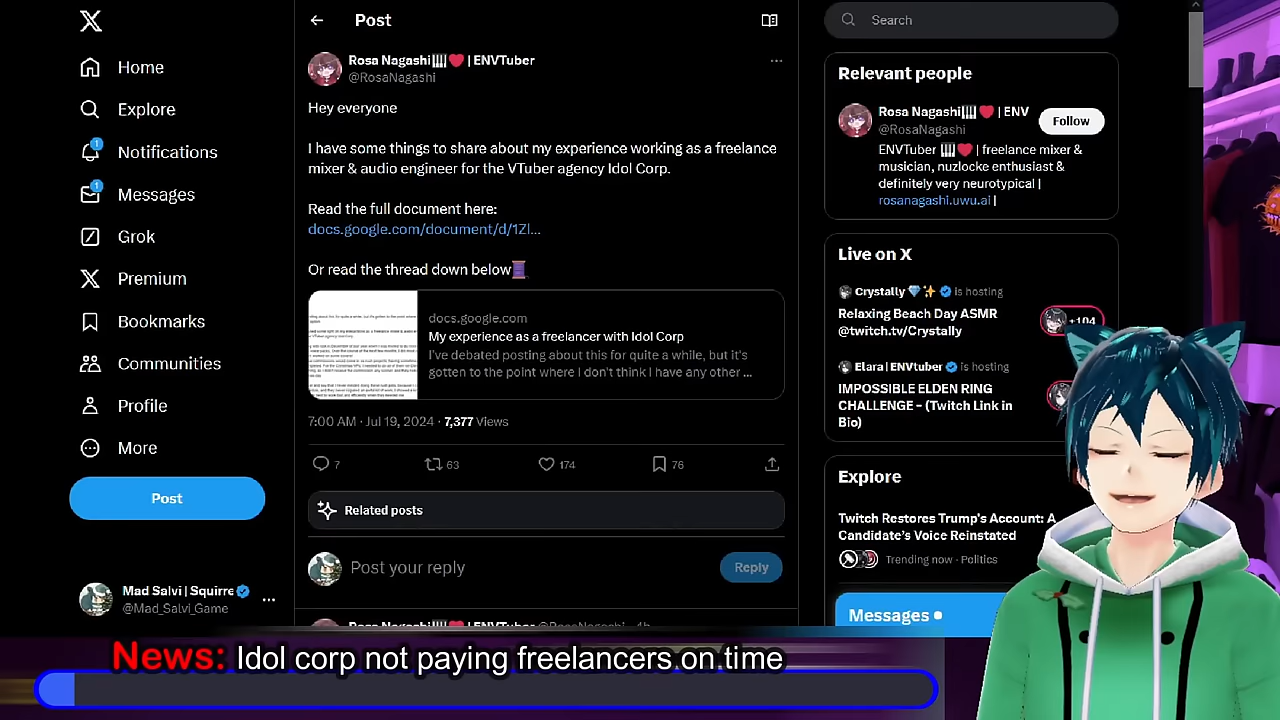 Home
Explore
1
Notifications
1
Messages
Grok
Premium
Bookmarks
Communities
Profile
More
Post
Mad Salvi | Squirre
@Mad_Salvi_Game
Post
Rosa Nagashi | ENVTuber
@RosaNagashi
Hey everyone
I have some things to share about my experience working as a freelance
mixer & audio engineer for the VTuber agency Idol Corp.
Read the full document here:
docs.google.com/document/d/1Zl...
Or read the thread down below
docs.google.com
My experience as a freelancer with Idol Corp
I've debated posting about this for quite a while, but it's
gotten to the point where I don't think I have any other ...
7:00 AM · Jul 19, 2024 · 7,377 Views
7
63
174
76
Related posts
Post your reply
Reply
Rosa Nagashi | ENVTuber @RosaNagashi · 4h
Search
Relevant people
Rosa Nagashi | ENV
@RosaNagashi
Follow
ENVTuber | freelance mixer &
musician, nuzlocke enthusiast &
definitely very neurotypical |
rosanagashi.uwu.ai |
Live on X
Crystally is hosting
Relaxing Beach Day ASMR
@twitch.tv/Crystally
+104
Elara | ENVtuber is hosting
IMPOSSIBLE ELDEN RING
CHALLENGE - (Twitch Link in
Bio)
Explore
Twitch Restores Trump's Account: A
Candidate's Voice Reinstated
Trending now · Politics
Messages
News: Idol corp not paying freelancers on time